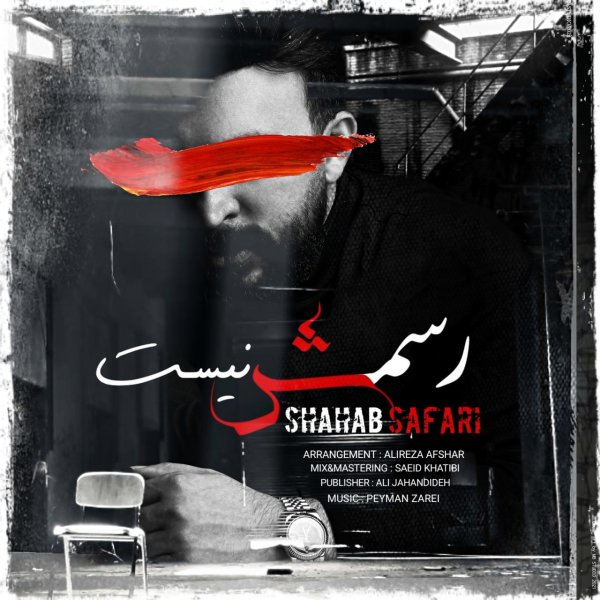 رسمش نیست
SHAHAB SAFARI
ARRANGEMENT : ALIREZA AFSHAR
MIX&MASTERING : SAEID KHATIBI
PUBLISHER : ALI JAHANDIDEH
MUSIC : PEYMAN ZAREI